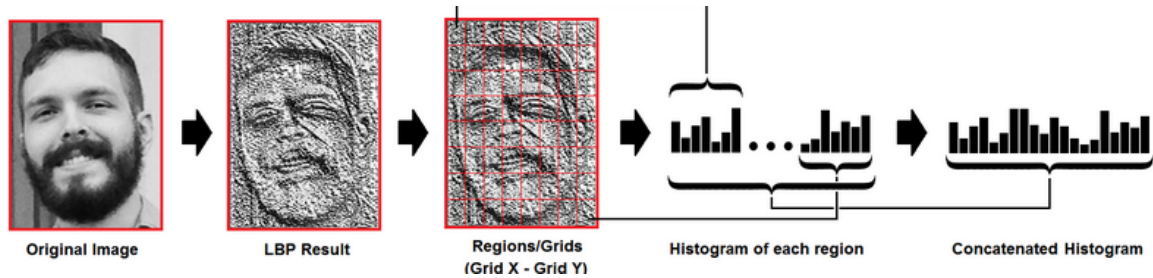 Original Image
LBP Result
Regions/Grids
(Grid X - Grid Y)
Histogram of each region
Concatenated Histogram